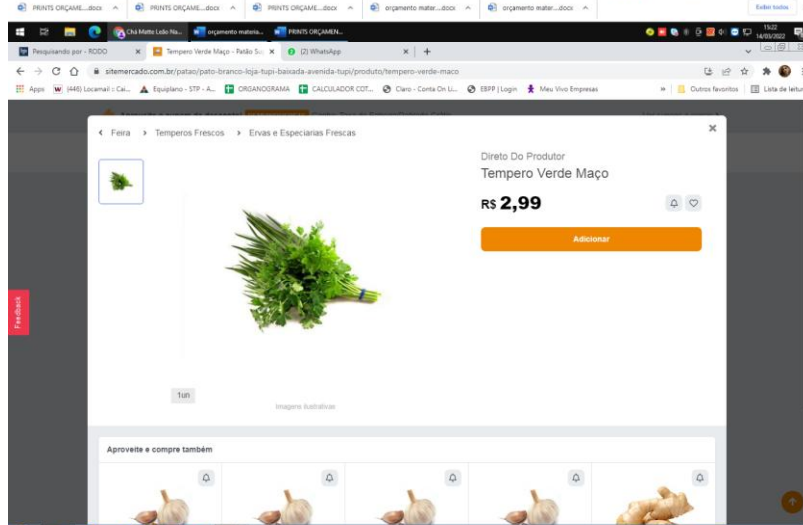 PRINTS ORÇAME....docx
PRINTS ORÇAME....docx
PRINTS ORÇAME....docx
orçamento mater....docx
orçamento mater....docx
Exibir todos
Chá Matte Leão Na...
orçamento materia...
PRINTS ORÇAMEN...
15:22
14/03/2022
Pesquisando por - RODO
Tempero Verde Maço - Patão Su
(2) WhatsApp
sitemercado.com.br/patao/pato-branco-loja-tupi-baixada-avenida-tupi/produto/tempero-verde-maco
Apps
(446) Locamail :: Cai...
Equiplano - STP - A...
ORGANOGRAMA
CALCULADOR COT...
Claro - Conta On Li...
EBPP | Login
Meu Vivo Empresas
Outros favoritos
Lista de leitur
Feira > Temperos Frescos > Ervas e Especiarias Frescas
Direto Do Produtor
Tempero Verde Maço
R$ 2,99
Adicionar
Feedback
1un
Imagens ilustrativas
Aproveite e compre também